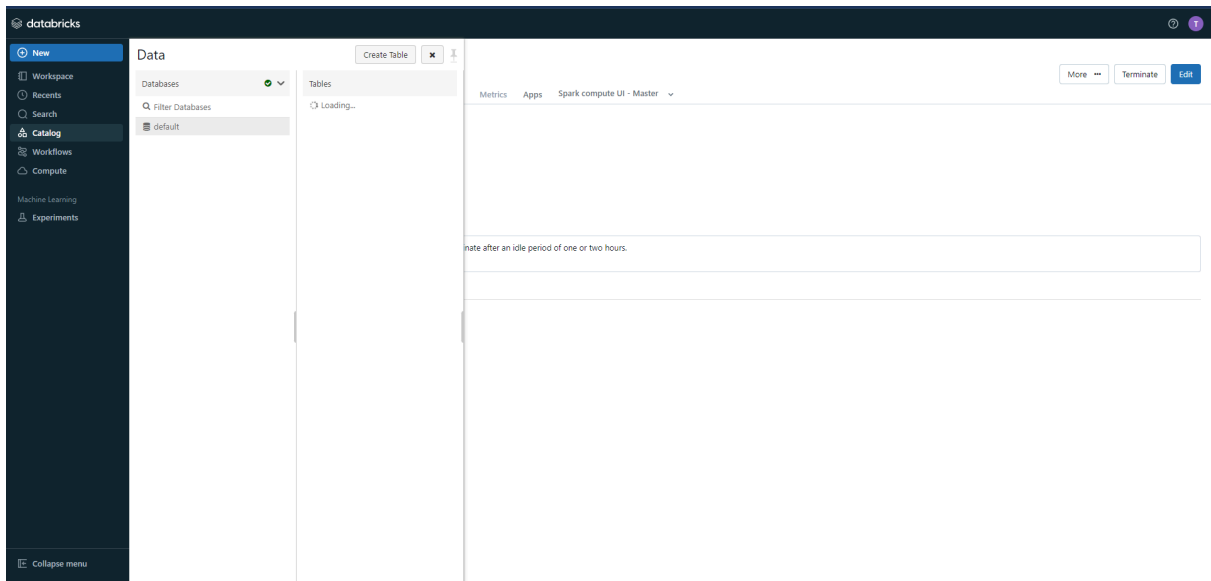 databricks
T
New
Workspace
Recents
Search
Catalog
Workflows
Compute
Machine Learning
Experiments
Collapse menu
Data
Create Table
Databases
Filter Databases
default
Tables
Loading...
More
Terminate
Edit
Metrics Apps Spark compute UI - Master
nate after an idle period of one or two hours.